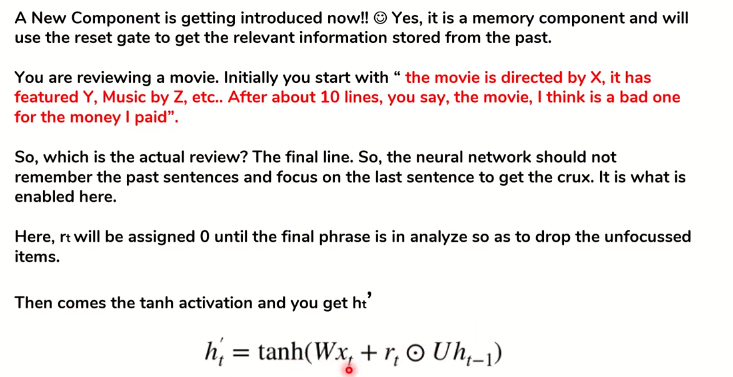 A New Component is getting introduced now!! ☺ Yes, it is a memory component and will
use the reset gate to get the relevant information stored from the past.
You are reviewing a movie. Initially you start with “ the movie is directed by X, it has
featured Y, Music by Z, etc.. After about 10 lines, you say, the movie, I think is a bad one
for the money I paid”.
So, which is the actual review? The final line. So, the neural network should not
remember the past sentences and focus on the last sentence to get the crux. It is what is
enabled here.
Here, rt will be assigned 0 until the final phrase is in analyze so as to drop the unfocussed
items.
Then comes the tanh activation and you get ht’
h′_t = tanh(Wx_t + r_t ⊙ Uh_{t−1})